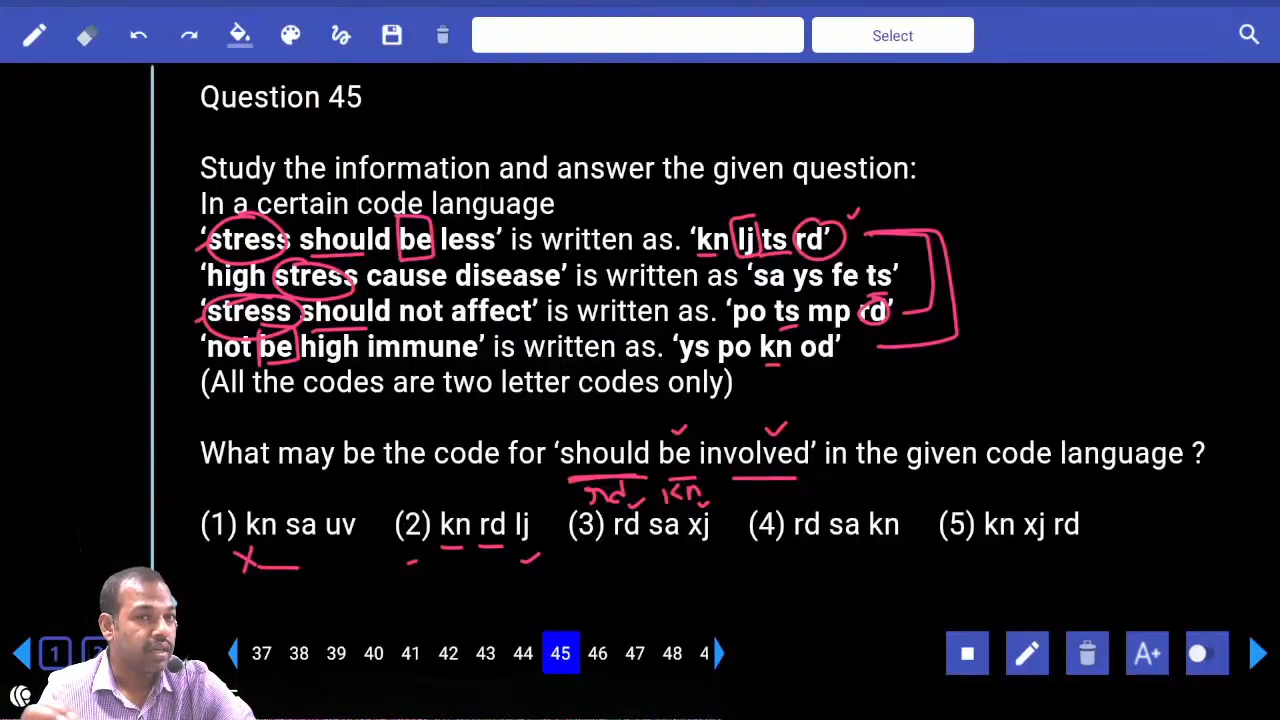 Select
Question 45
Study the information and answer the given question:
In a certain code language
‘stress should be less’ is written as. ‘kn lj ts rd’
‘high stress cause disease’ is written as ‘sa ys fe ts’
‘stress should not affect’ is written as. ‘po ts mp rd’
‘not be high immune’ is written as. ‘ys po kn od’
(All the codes are two letter codes only)
What may be the code for ‘should be involved’ in the given code language ?
rd kn
(1) kn sa uv (2) kn rd lj (3) rd sa xj (4) rd sa kn (5) kn xj rd
1 37 38 39 40 41 42 43 44 45 46 47 48 4 A+